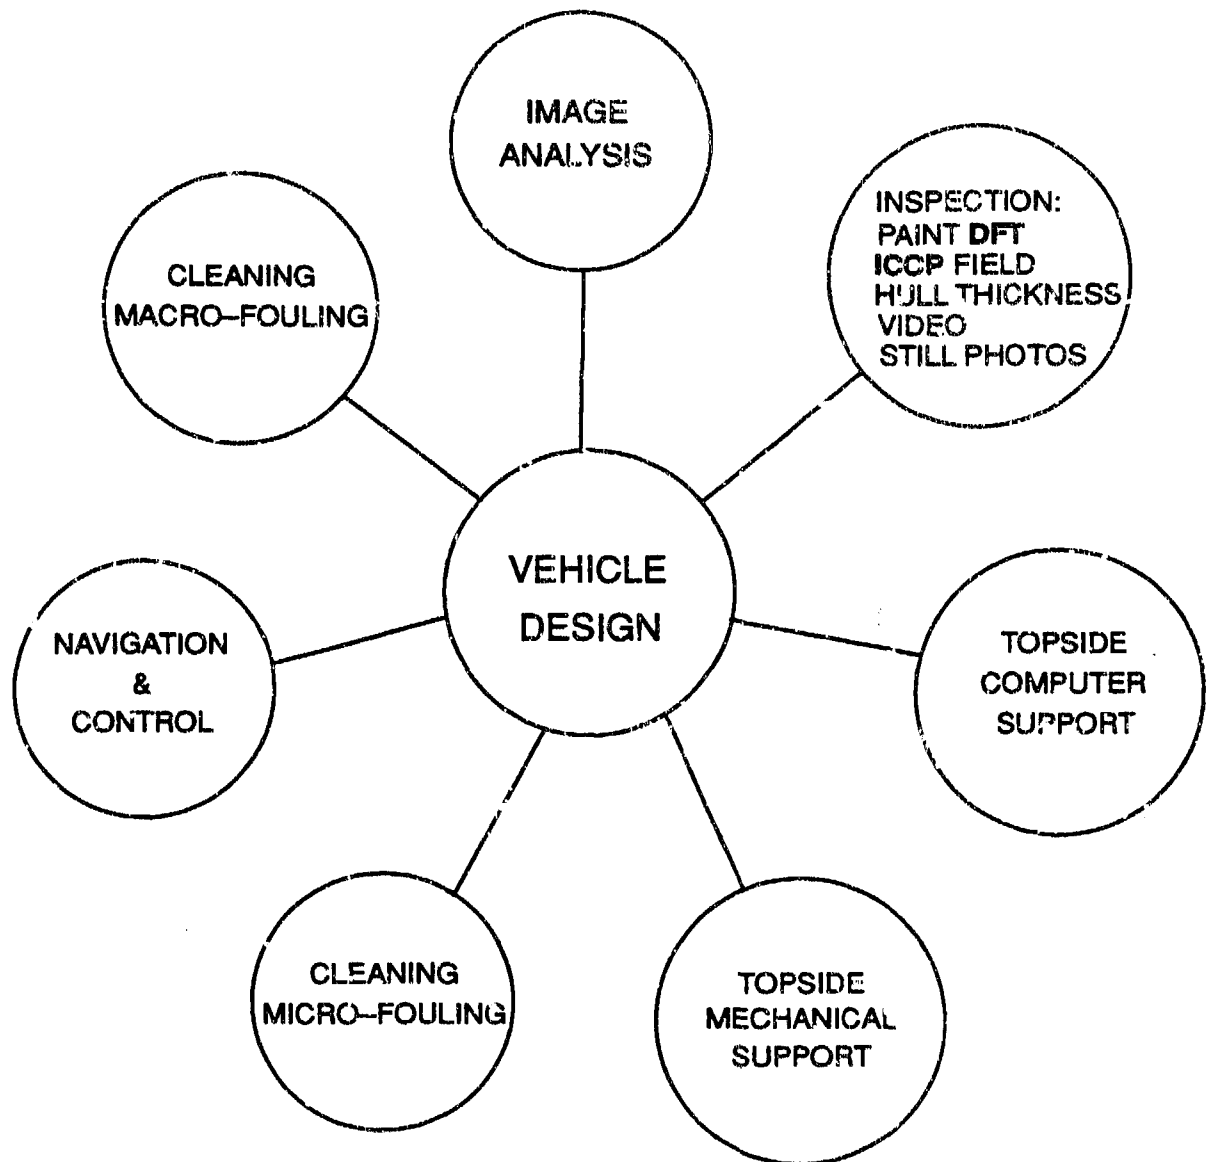 IMAGE
ANALYSIS
INSPECTION:
PAINT DFT
ICCP FIELD
HULL THICKNESS
VIDEO
STILL PHOTOS
CLEANING
MACRO-FOULING
VEHICLE
DESIGN
NAVIGATION
&
CONTROL
TOPSIDE
COMPUTER
SUPPORT
CLEANING
MICRO-FOULING
TOPSIDE
MECHANICAL
SUPPORT